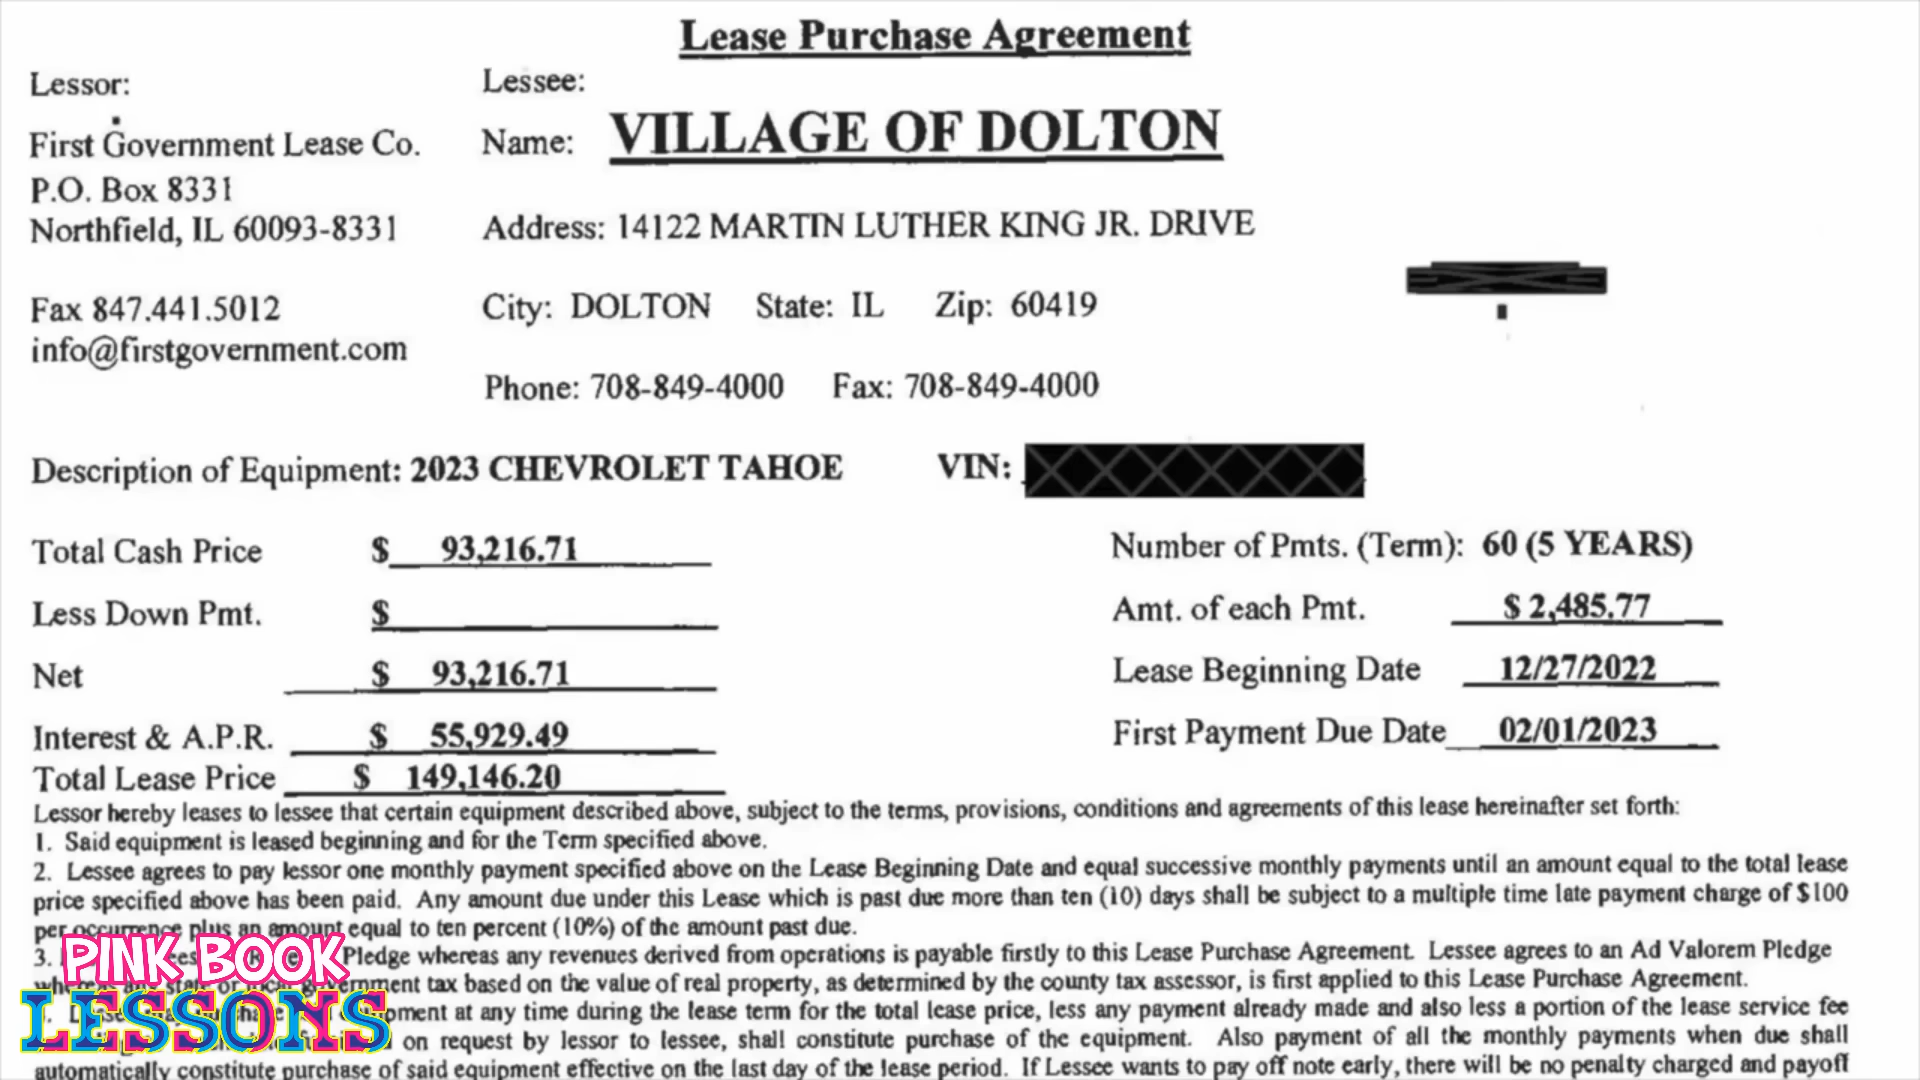 Lease Purchase Agreement
Lessor:
First Government Lease Co.
P.O. Box 8331
Northfield, IL 60093-8331
Fax 847.441.5012
info@firstgovernment.com
Lessee:
Name: VILLAGE OF DOLTON
Address: 14122 MARTIN LUTHER KING JR. DRIVE
City: DOLTON State: IL Zip: 60419
Phone: 708-849-4000 Fax: 708-849-4000
Description of Equipment: 2023 CHEVROLET TAHOE VIN:
Total Cash Price $ 93,216.71
Less Down Pmt. $
Net $ 93,216.71
Interest & A.P.R. $ 55,929.49
Total Lease Price $ 149,146.20
Number of Pmts. (Term): 60 (5 YEARS)
Amt. of each Pmt. $ 2,485.77
Lease Beginning Date 12/27/2022
First Payment Due Date 02/01/2023
Lessor hereby leases to lessee that certain equipment described above, subject to the terms, provisions, conditions and agreements of this lease hereinafter set forth:
1. Said equipment is leased beginning and for the Term specified above.
2. Lessee agrees to pay lessor one monthly payment specified above on the Lease Beginning Date and equal successive monthly payments until an amount equal to the total lease
price specified above has been paid. Any amount due under this Lease which is past due more than ten (10) days shall be subject to a multiple time late payment charge of $100
per occurrence plus an amount equal to ten percent (10%) of the amount past due.
3. Pledge whereas any revenues derived from operations is payable firstly to this Lease Purchase Agreement. Lessee agrees to an Ad Valorem Pledge
whereas any state or local government tax based on the value of real property, as determined by the county tax assessor, is first applied to this Lease Purchase Agreement.
at any time during the lease term for the total lease price, less any payment already made and also less a portion of the lease service fee
on request by lessor to lessee, shall constitute purchase of the equipment. Also payment of all the monthly payments when due shall
automatically constitute purchase of said equipment effective on the last day of the lease period. If Lessee wants to pay off note early, there will be no penalty charged and payoff
PINK BOOK
LESSONS